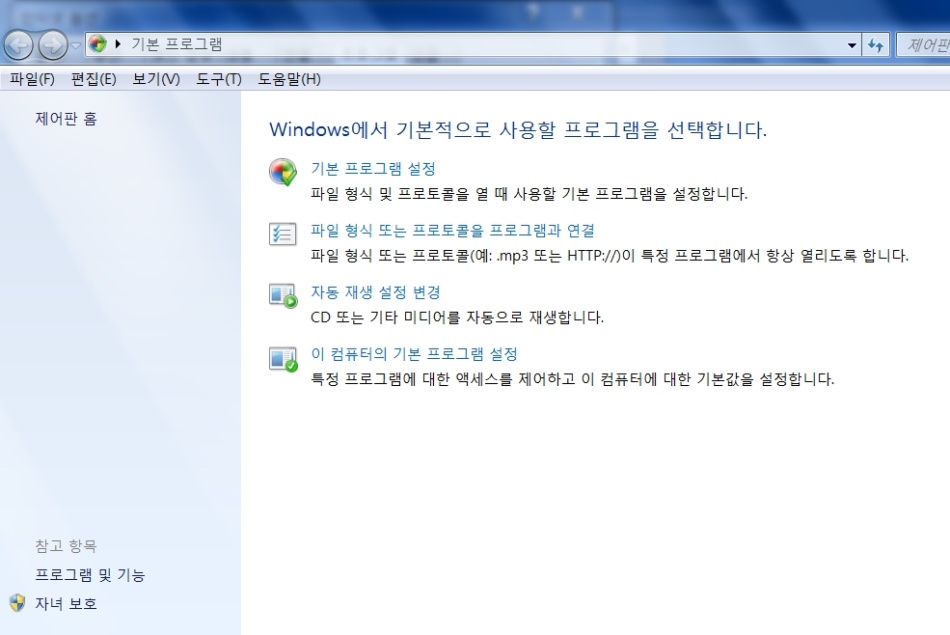 기본 프로그램
제어판
파일(F) 편집(E) 보기(V) 도구(T) 도움말(H)
제어판 홈
Windows에서 기본적으로 사용할 프로그램을 선택합니다.
기본 프로그램 설정
파일 형식 및 프로토콜을 열 때 사용할 기본 프로그램을 설정합니다.
파일 형식 또는 프로토콜을 프로그램과 연결
파일 형식 또는 프로토콜(예: .mp3 또는 HTTP://)이 특정 프로그램에서 항상 열리도록 합니다.
자동 재생 설정 변경
CD 또는 기타 미디어를 자동으로 재생합니다.
이 컴퓨터의 기본 프로그램 설정
특정 프로그램에 대한 액세스를 제어하고 이 컴퓨터에 대한 기본값을 설정합니다.
참고 항목
프로그램 및 기능
자녀 보호